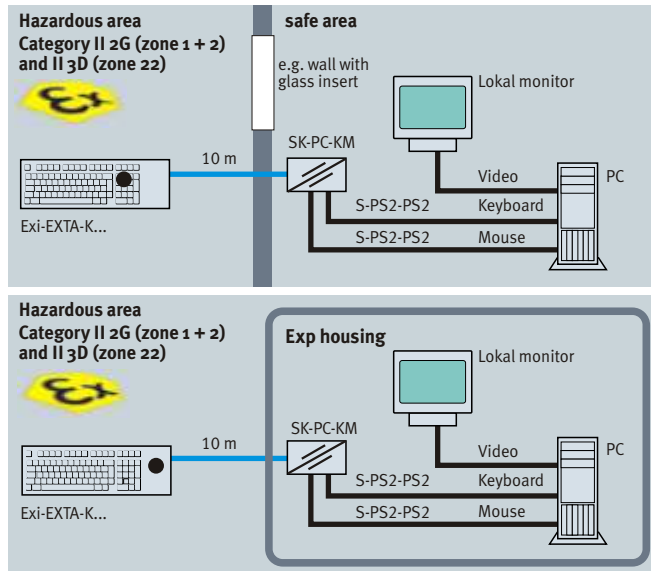 Hazardous area
Category II 2G (zone 1 + 2)
and II 3D (zone 22)
Ex
safe area
e.g. wall with
glass insert
Lokal monitor
SK-PC-KM
10 m
Video
PC
S-PS2-PS2
Keyboard
S-PS2-PS2
Mouse
Exi-EXTA-K...
Hazardous area
Category II 2G (zone 1 + 2)
and II 3D (zone 22)
Ex
Exp housing
Lokal monitor
SK-PC-KM
10 m
Video
PC
S-PS2-PS2
Keyboard
S-PS2-PS2
Mouse
Exi-EXTA-K...